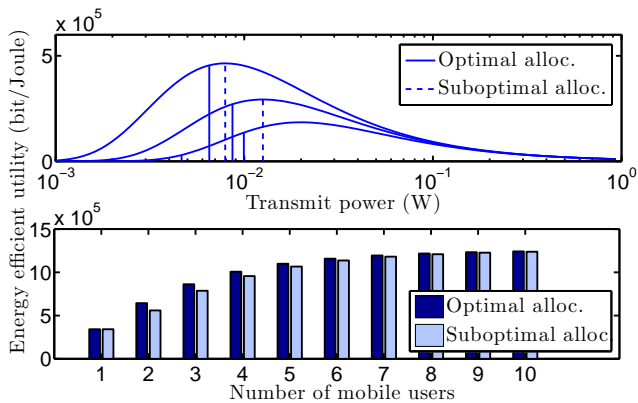 Energy efficient utility (bit/Joule)
x 10^5
5
0
Optimal alloc.
Suboptimal alloc.
10^-3 10^-2 10^-1 10^0
Transmit power (W)
x 10^5
15
10
5
0
Optimal alloc.
Suboptimal alloc.
1 2 3 4 5 6 7 8 9 10
Number of mobile users